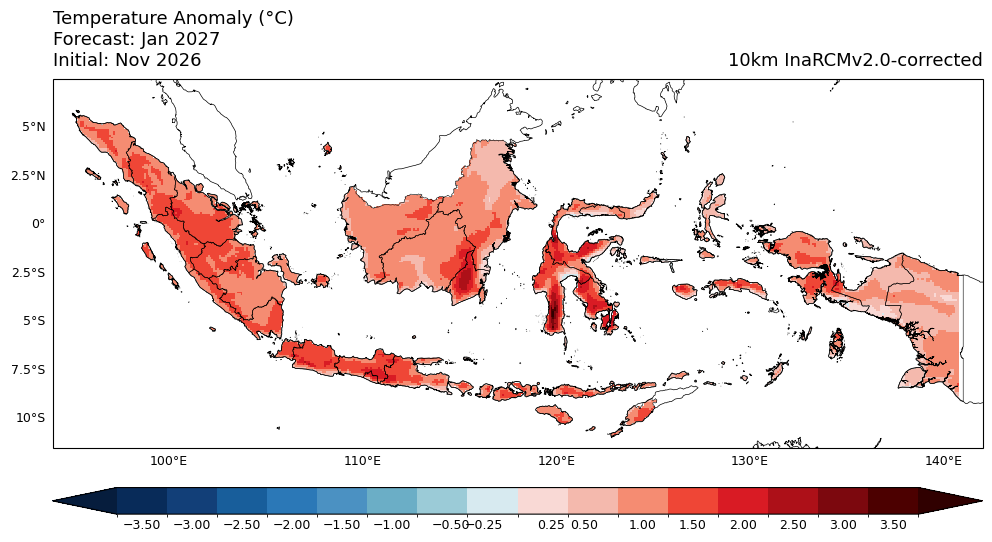 Temperature Anomaly (°C)
Forecast: Jan 2027
Initial: Nov 2026
10km InaRCMv2.0-corrected
5°N
2.5°N
0°
2.5°S
5°S
7.5°S
10°S
100°E 110°E 120°E 130°E 140°E
−3.50 −3.00 −2.50 −2.00 −1.50 −1.00 −0.50 −0.25 0.25 0.50 1.00 1.50 2.00 2.50 3.00 3.50